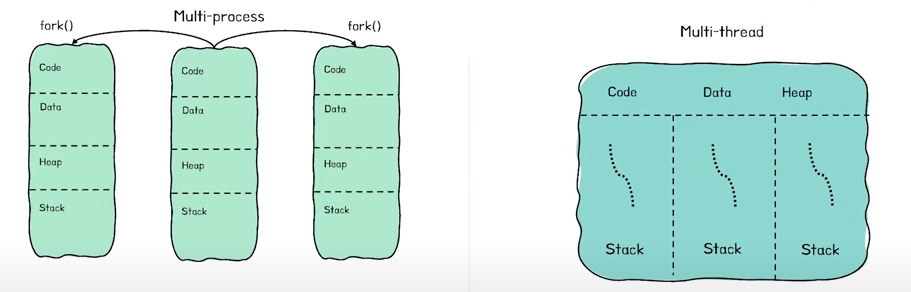 Multi-process
fork()
fork()
Code
Data
Heap
Stack
Code
Data
Heap
Stack
Code
Data
Heap
Stack
Multi-thread
Code Data Heap
Stack Stack Stack